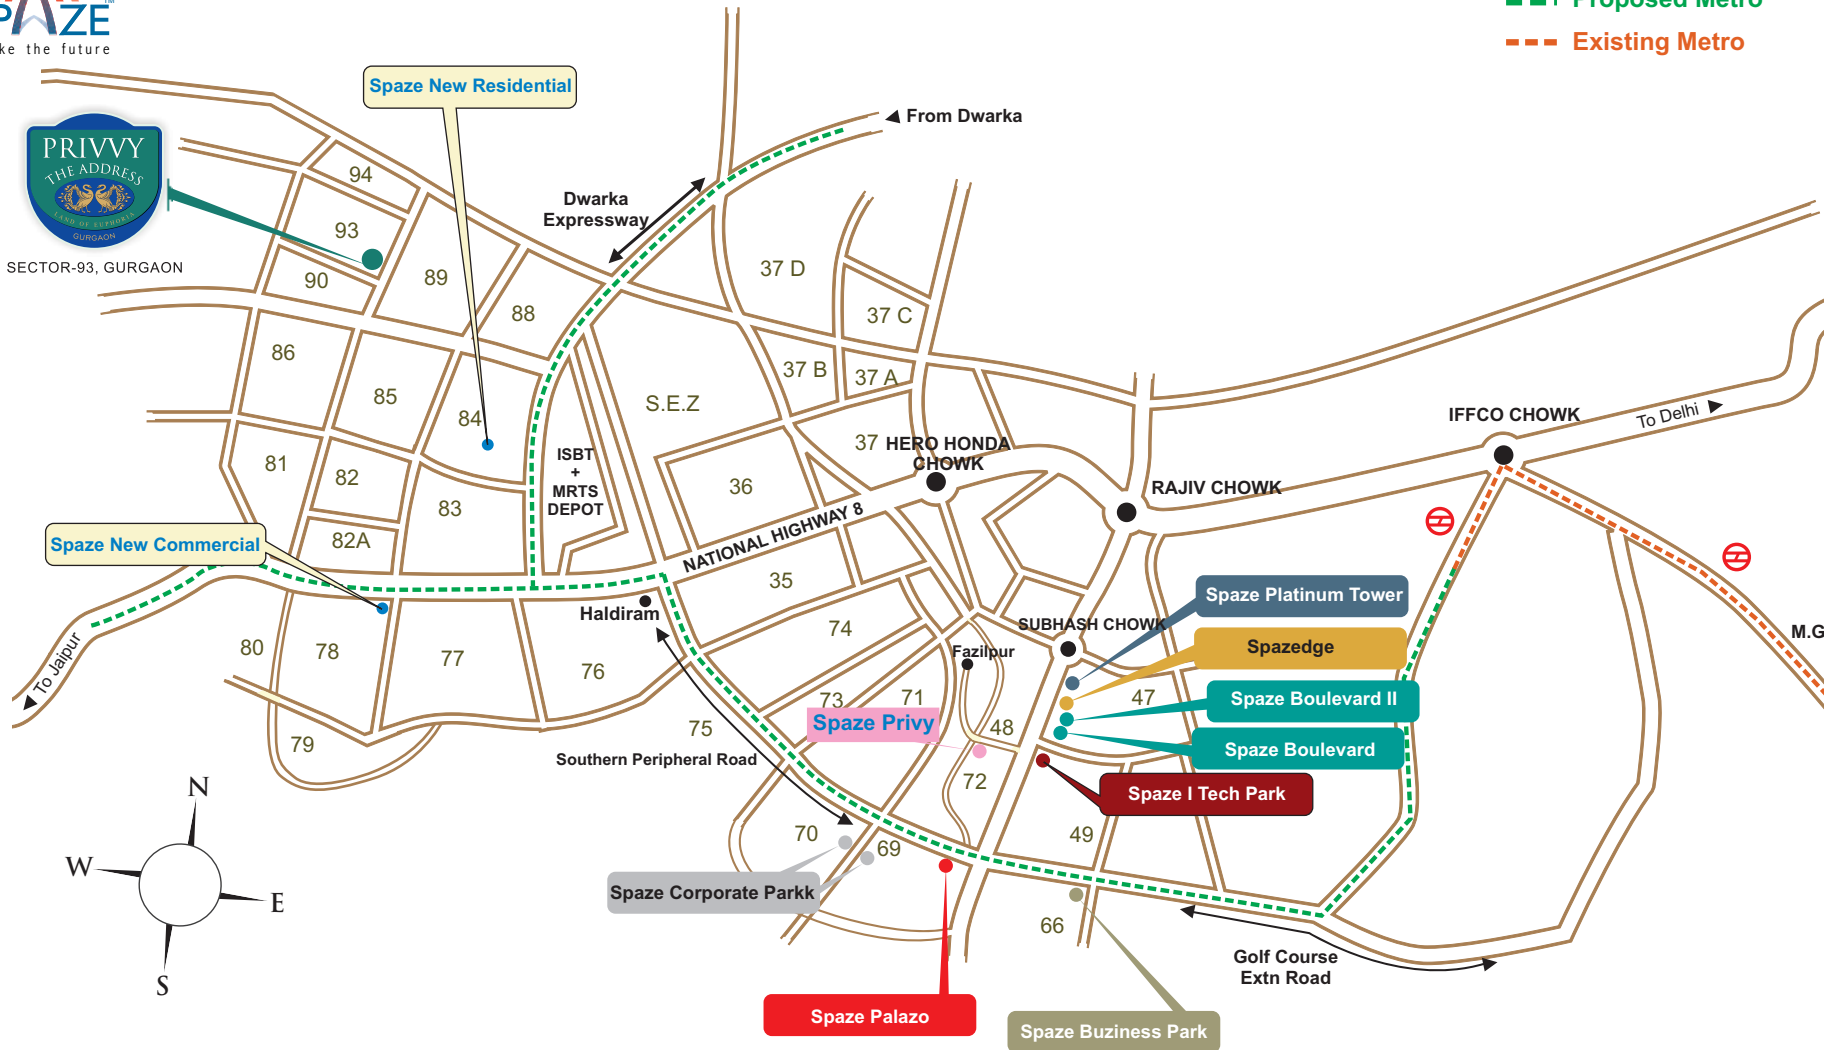 PAZE
ke the future
TM
Proposed Metro
Existing Metro
Spaze New Residential
From Dwarka
PRIVVY
THE ADDRESS
LAND OF EUPHORIA
GURGAON
SECTOR-93, GURGAON
Dwarka
Expressway
94
93
90
89
88
37 D
37 C
37 B
37 A
86
85
84
S.E.Z
37
HERO HONDA
CHOWK
IFFCO CHOWK
To Delhi
RAJIV CHOWK
81
82
83
82A
ISBT
+
MRTS
DEPOT
36
NATIONAL HIGHWAY 8
35
Spaze New Commercial
Haldiram
74
SUBHASH CHOWK
Fazilpur
Spaze Platinum Tower
Spazedge
Spaze Boulevard II
Spaze Boulevard
Spaze I Tech Park
M.G
To Jaipur
80
78
77
76
79
75
73
71
Spaze Privy
48
47
72
Southern Peripheral Road
70
69
49
66
Spaze Corporate Parkk
Golf Course
Extn Road
Spaze Palazo
Spaze Buziness Park
N
W
E
S